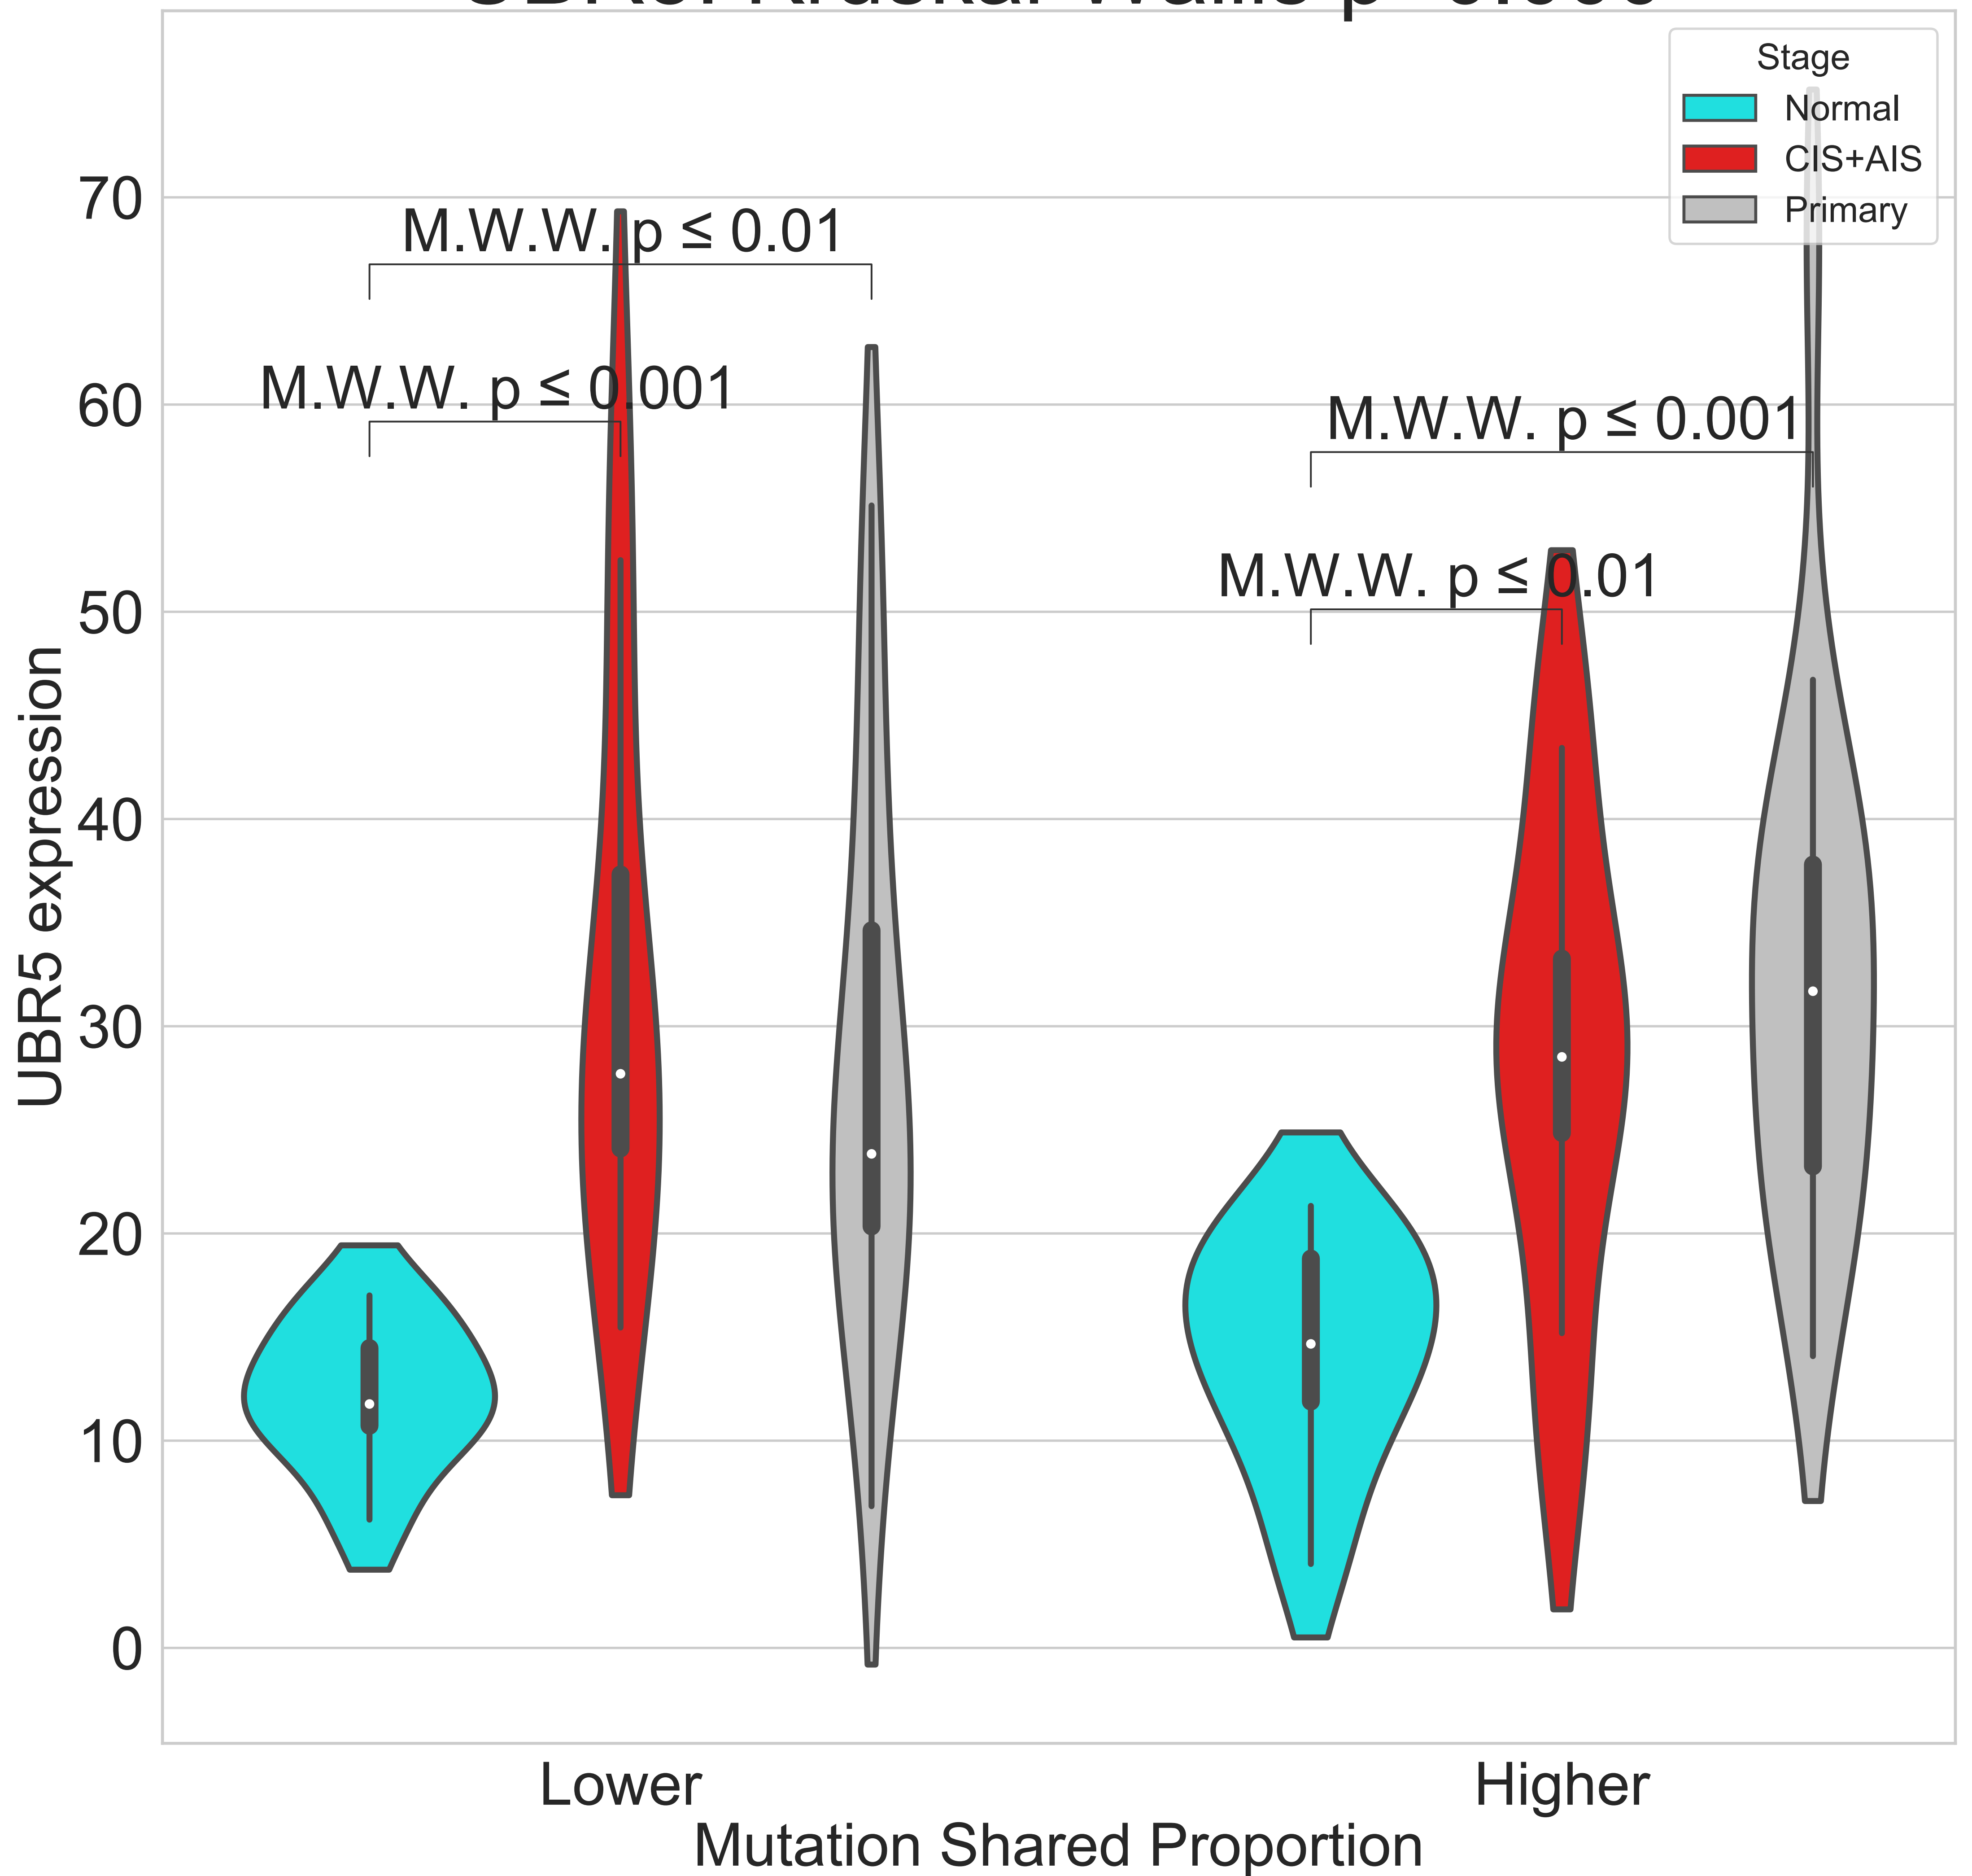 Stage
Normal
CIS+AIS
Primary
70
60
50
40
30
20
10
0
UBR5 expression
M.W.W. p ≤ 0.01
M.W.W. p ≤ 0.001
M.W.W. p ≤ 0.001
M.W.W. p ≤ 0.01
Lower
Higher
Mutation Shared Proportion